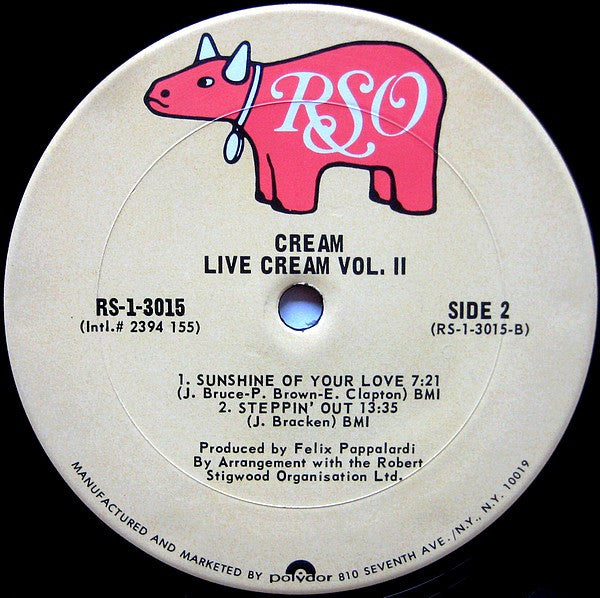 RSO
CREAM
LIVE CREAM VOL. II
RS-1-3015
(Intl.# 2394 155)
SIDE 2
(RS-1-3015-B)
1. SUNSHINE OF YOUR LOVE 7:21
(J. Bruce-P. Brown-E. Clapton) BMI
2. STEPPIN' OUT 13:35
(J. Bracken) BMI
Produced by Felix Pappalardi
By Arrangement with the Robert
Stigwood Organisation Ltd.
MANUFACTURED AND MARKETED BY polydor 810 SEVENTH AVE./N.Y., N.Y. 10019